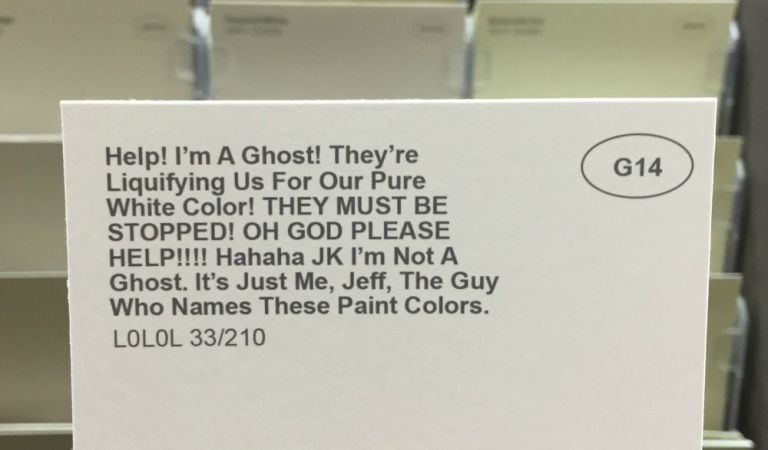 Help! I'm A Ghost! They're
Liquifying Us For Our Pure
White Color! THEY MUST BE
STOPPED! OH GOD PLEASE
HELP!!!! Hahaha JK I'm Not A
Ghost. It's Just Me, Jeff, The Guy
Who Names These Paint Colors.
L0L0L 33/210
G14